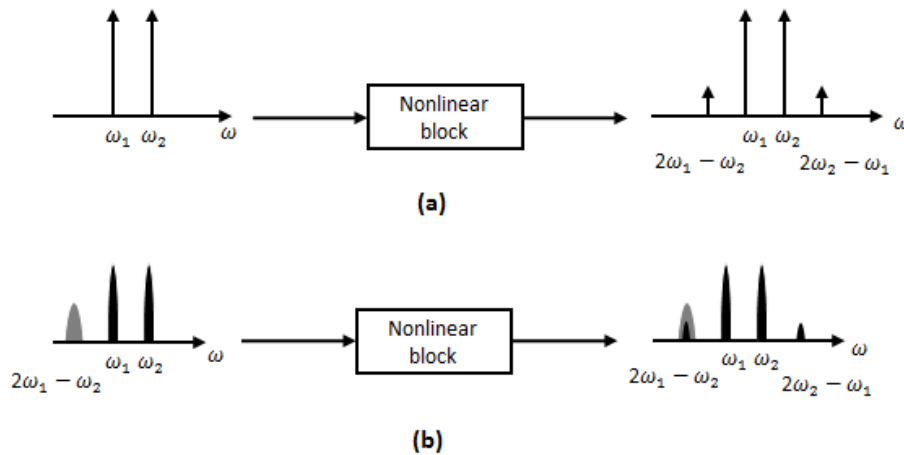 ω₁ ω₂ ω
Nonlinear
block
ω₁ ω₂ ω
2ω₁ − ω₂ 2ω₂ − ω₁
(a)
ω₁ ω₂ ω
2ω₁ − ω₂
Nonlinear
block
ω₁ ω₂ ω
2ω₁ − ω₂ 2ω₂ − ω₁
(b)